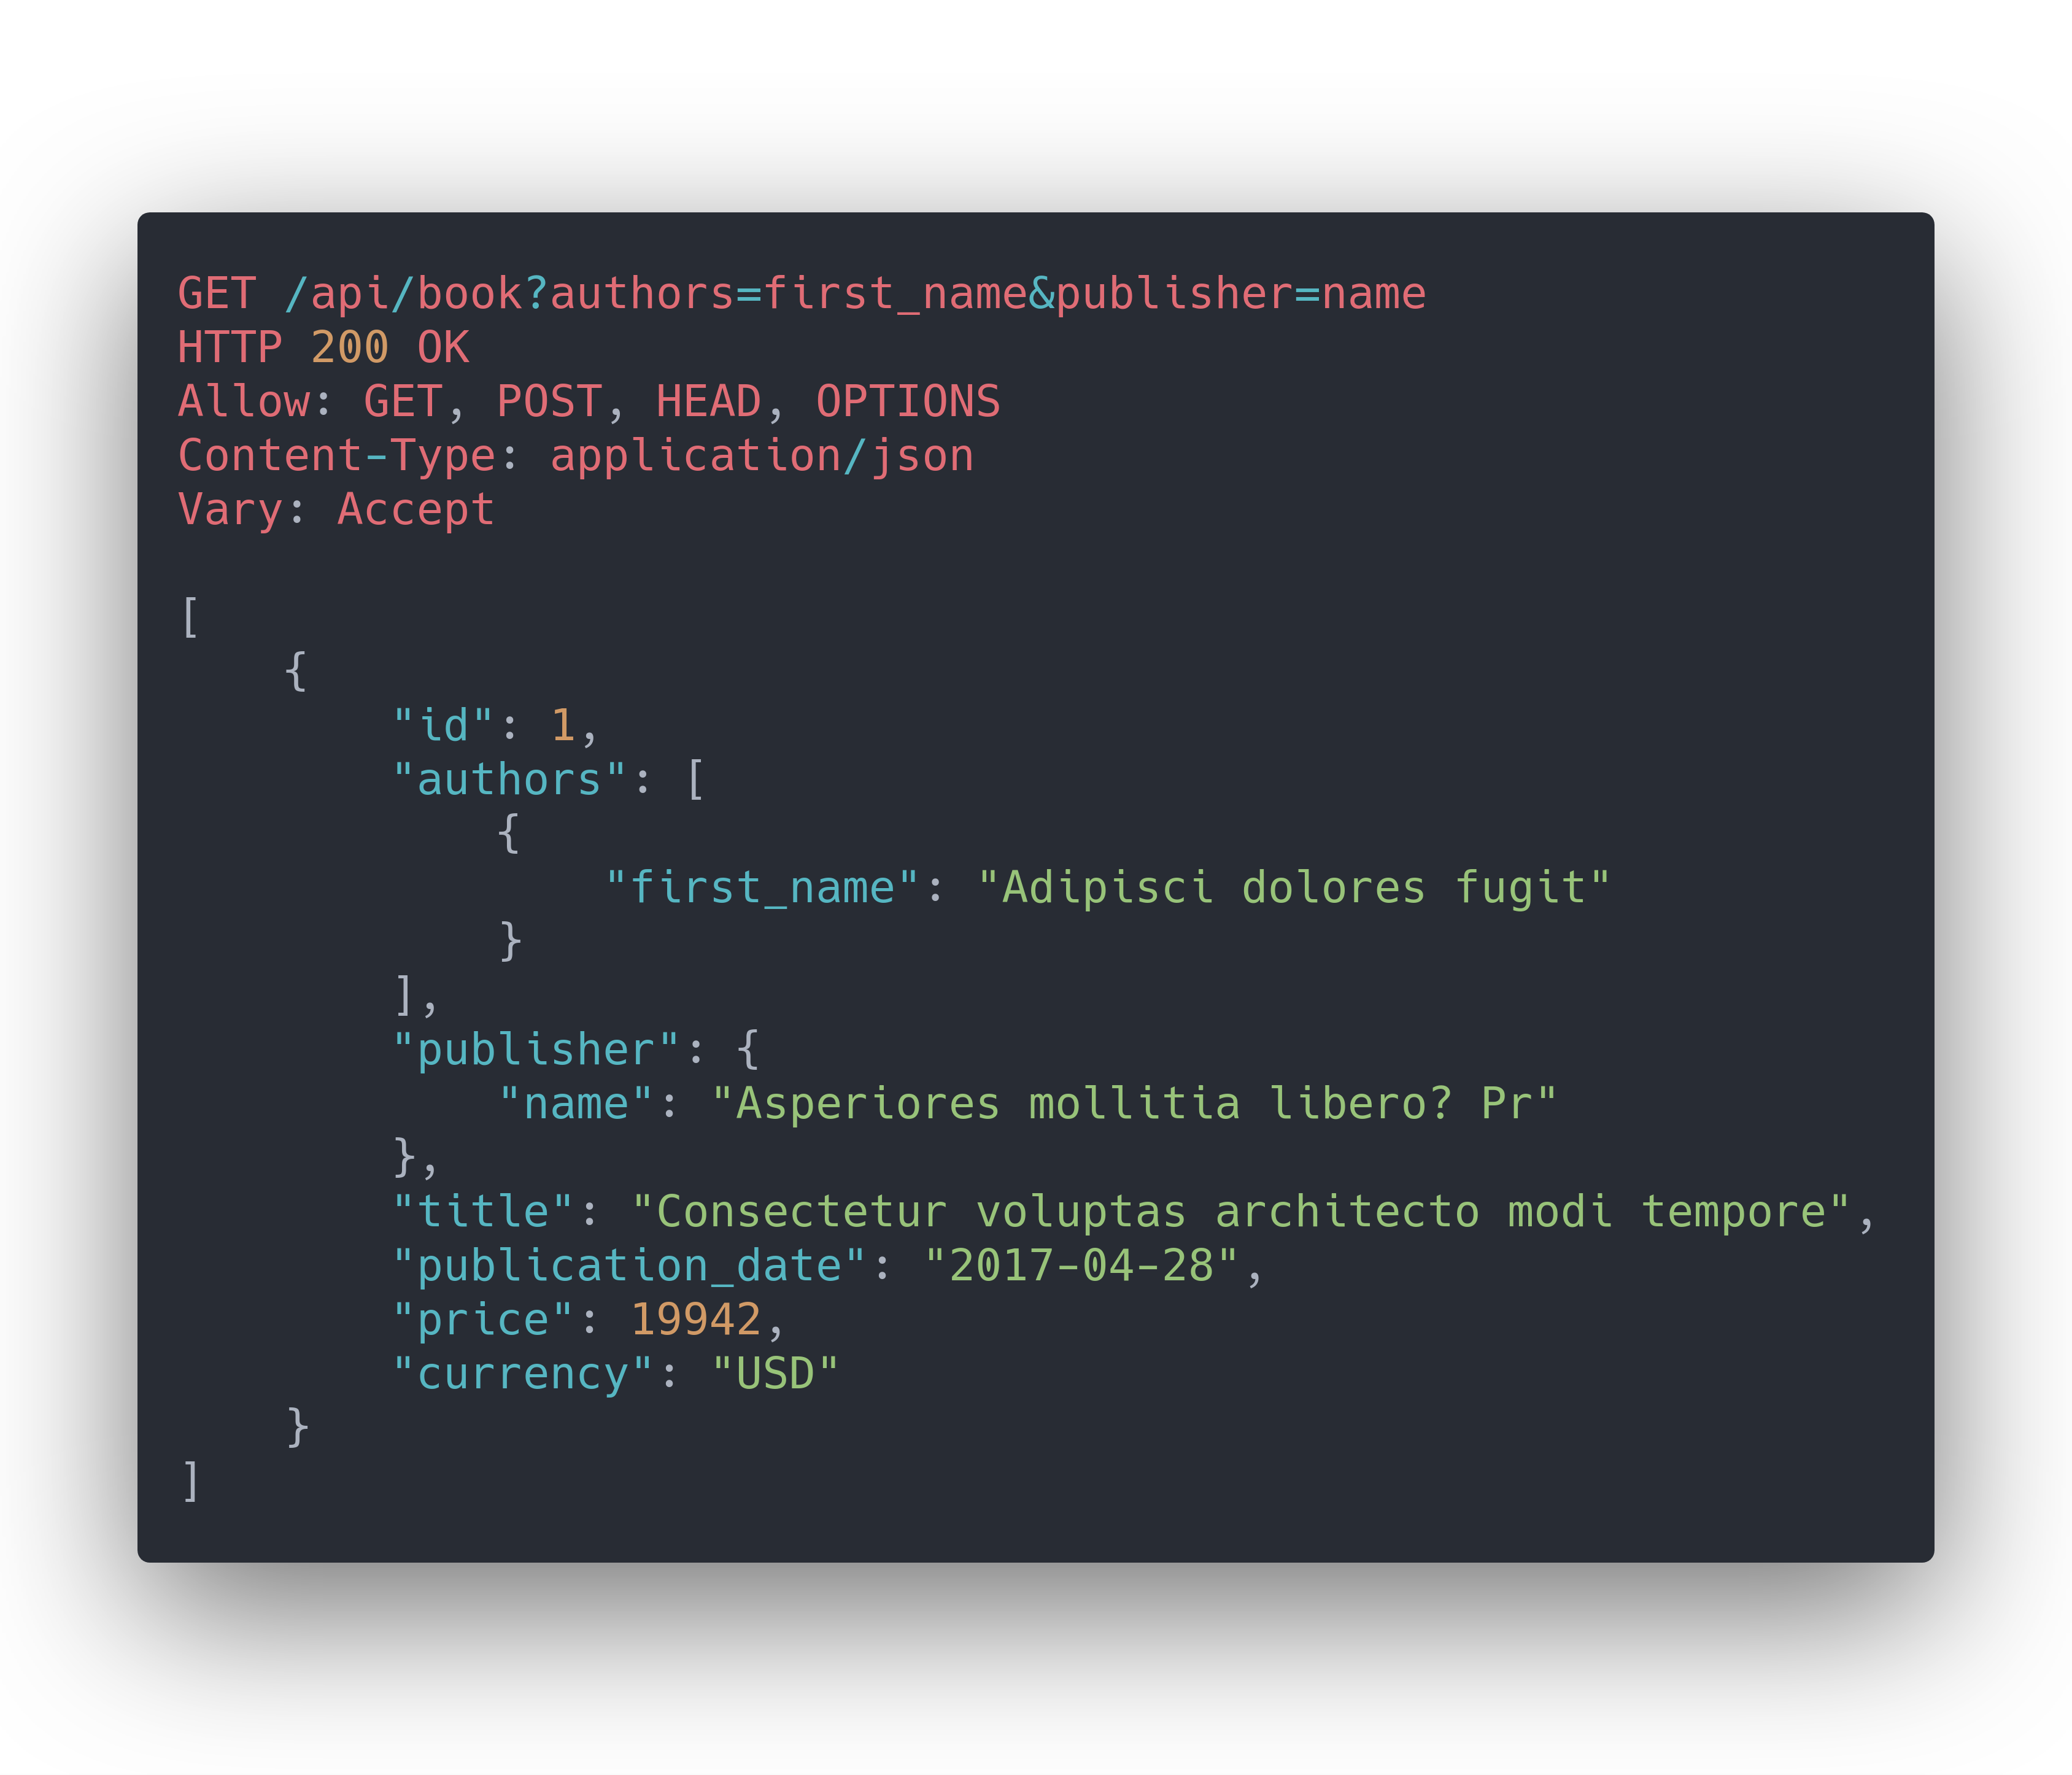 GET /api/book?authors=first_name&publisher=name
HTTP 200 OK
Allow: GET, POST, HEAD, OPTIONS
Content-Type: application/json
Vary: Accept

[
    {
        "id": 1,
        "authors": [
            {
                "first_name": "Adipisci dolores fugit"
            }
        ],
        "publisher": {
            "name": "Asperiores mollitia libero? Pr"
        },
        "title": "Consectetur voluptas architecto modi tempore",
        "publication_date": "2017-04-28",
        "price": 19942,
        "currency": "USD"
    }
]